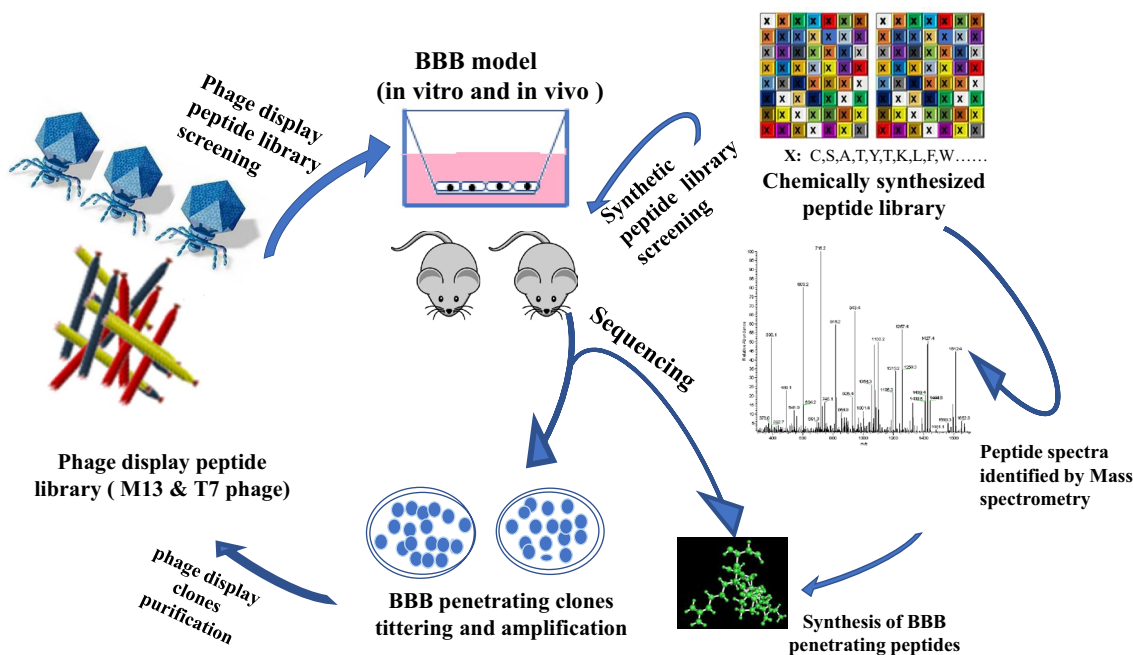 Phage display
peptide library
screening
BBB model
(in vitro and in vivo )
Synthetic
peptide library
screening
X: C,S,A,T,Y,T,K,L,F,W……
Chemically synthesized
peptide library
Sequencing
Phage display peptide
library ( M13 & T7 phage)
Peptide spectra
identified by Mass
spectrometry
phage display
clones
purification
BBB penetrating clones
tittering and amplification
Synthesis of BBB
penetrating peptides